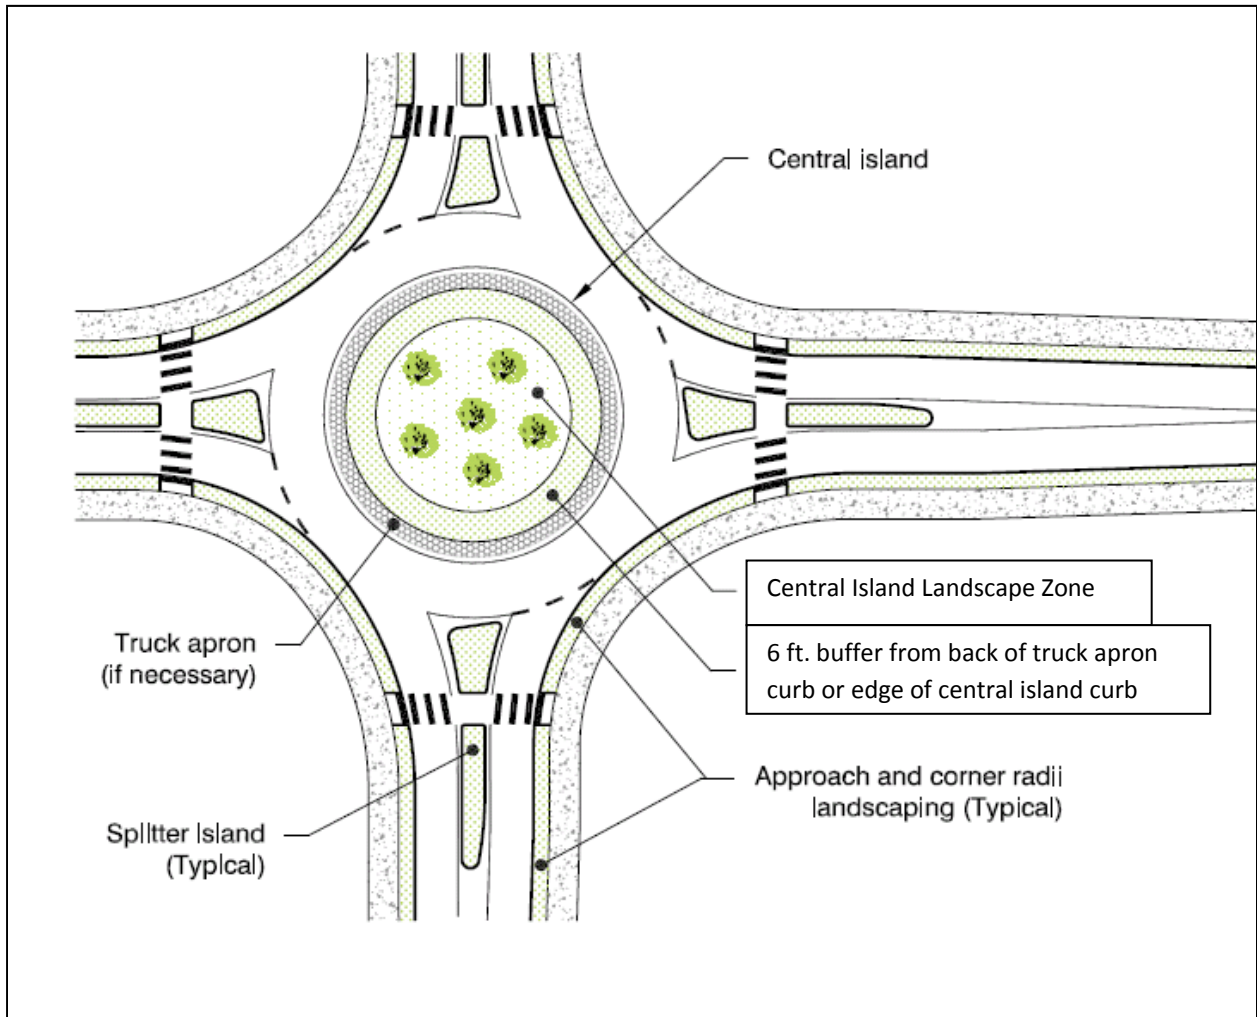 Central island
Central Island Landscape Zone
6 ft. buffer from back of truck apron
curb or edge of central island curb
Truck apron
(if necessary)
Approach and corner radii
landscaping (Typical)
Splitter Island
(Typical)